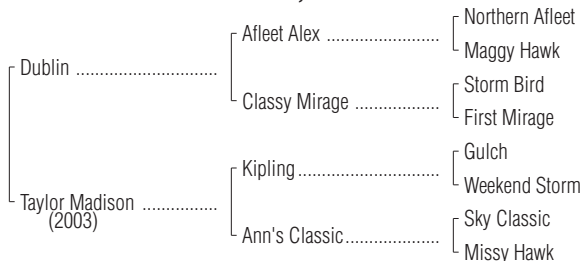 Northern Afleet
Afleet Alex ....................
Maggy Hawk
Dublin .........................
Storm Bird
Classy Mirage ...............
First Mirage
Gulch
Kipling.........................
Weekend Storm
Taylor Madison .............
(2003)
Sky Classic
Ann's Classic.................
Missy Hawk